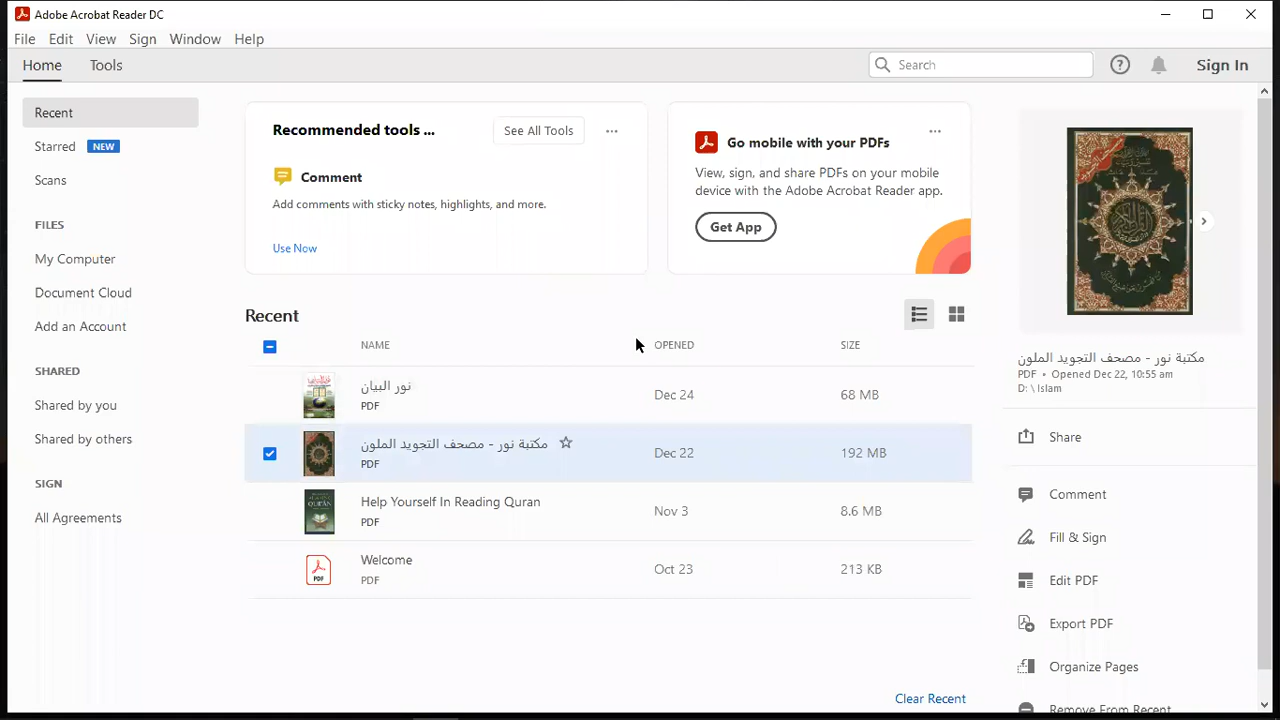 Adobe Acrobat Reader DC
File Edit View Sign Window Help
Home Tools
Search
Sign In
Recent
Starred NEW
Scans
FILES
My Computer
Document Cloud
Add an Account
SHARED
Shared by you
Shared by others
SIGN
All Agreements
Recommended tools ...
See All Tools
Comment
Add comments with sticky notes, highlights, and more.
Use Now
Go mobile with your PDFs
View, sign, and share PDFs on your mobile
device with the Adobe Acrobat Reader app.
Get App
Recent
NAME OPENED SIZE
نور البيان
PDF
Dec 24 68 MB
مكتبة نور - مصحف التجويد الملون
PDF
Dec 22 192 MB
Help Yourself In Reading Quran
PDF
Nov 3 8.6 MB
Welcome
PDF
Oct 23 213 KB
Clear Recent
مكتبة نور - مصحف التجويد الملون
PDF • Opened Dec 22, 10:55 am
D: \ Islam
Share
Comment
Fill & Sign
Edit PDF
Export PDF
Organize Pages
Remove From Recent